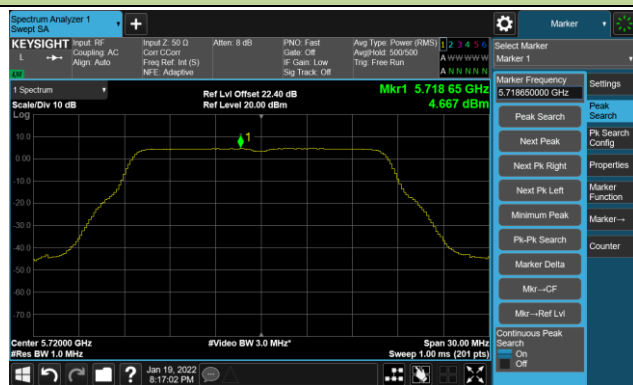 Spectrum Analyzer 1
Swept SA
+
Marker
KEYSIGHT
L
Input: RF
Coupling: AC
Align: Auto
Input Z: 50 Ω
Corr CCorr
Freq Ref: Int (S)
NFE: Adaptive
Atten: 8 dB
PNO: Fast
Gate: Off
IF Gain: Low
Sig Track: Off
Avg Type: Power (RMS)
Avg|Hold: 500/500
Trig: Free Run
1 2 3 4 5 6
A W W W W W
A N N N N N
Select Marker
Marker 1
1 Spectrum
Scale/Div 10 dB
Log
Ref Lvl Offset 22.40 dB
Ref Level 20.00 dBm
Mkr1 5.718 65 GHz
4.667 dBm
10.0
0.00
-10.0
-20.0
-30.0
-40.0
-50.0
-60.0
-70.0
1
Center 5.72000 GHz
#Res BW 1.0 MHz
#Video BW 3.0 MHz*
Span 30.00 MHz
Sweep 1.00 ms (201 pts)
Marker Frequency
5.718650000 GHz
Peak Search
Next Peak
Next Pk Right
Next Pk Left
Minimum Peak
Pk-Pk Search
Marker Delta
Mkr→CF
Mkr→Ref Lvl
Continuous Peak
Search
On
Off
Settings
Peak
Search
Pk Search
Config
Properties
Marker
Function
Marker→
Counter
?
Jan 19, 2022
8:17:02 PM